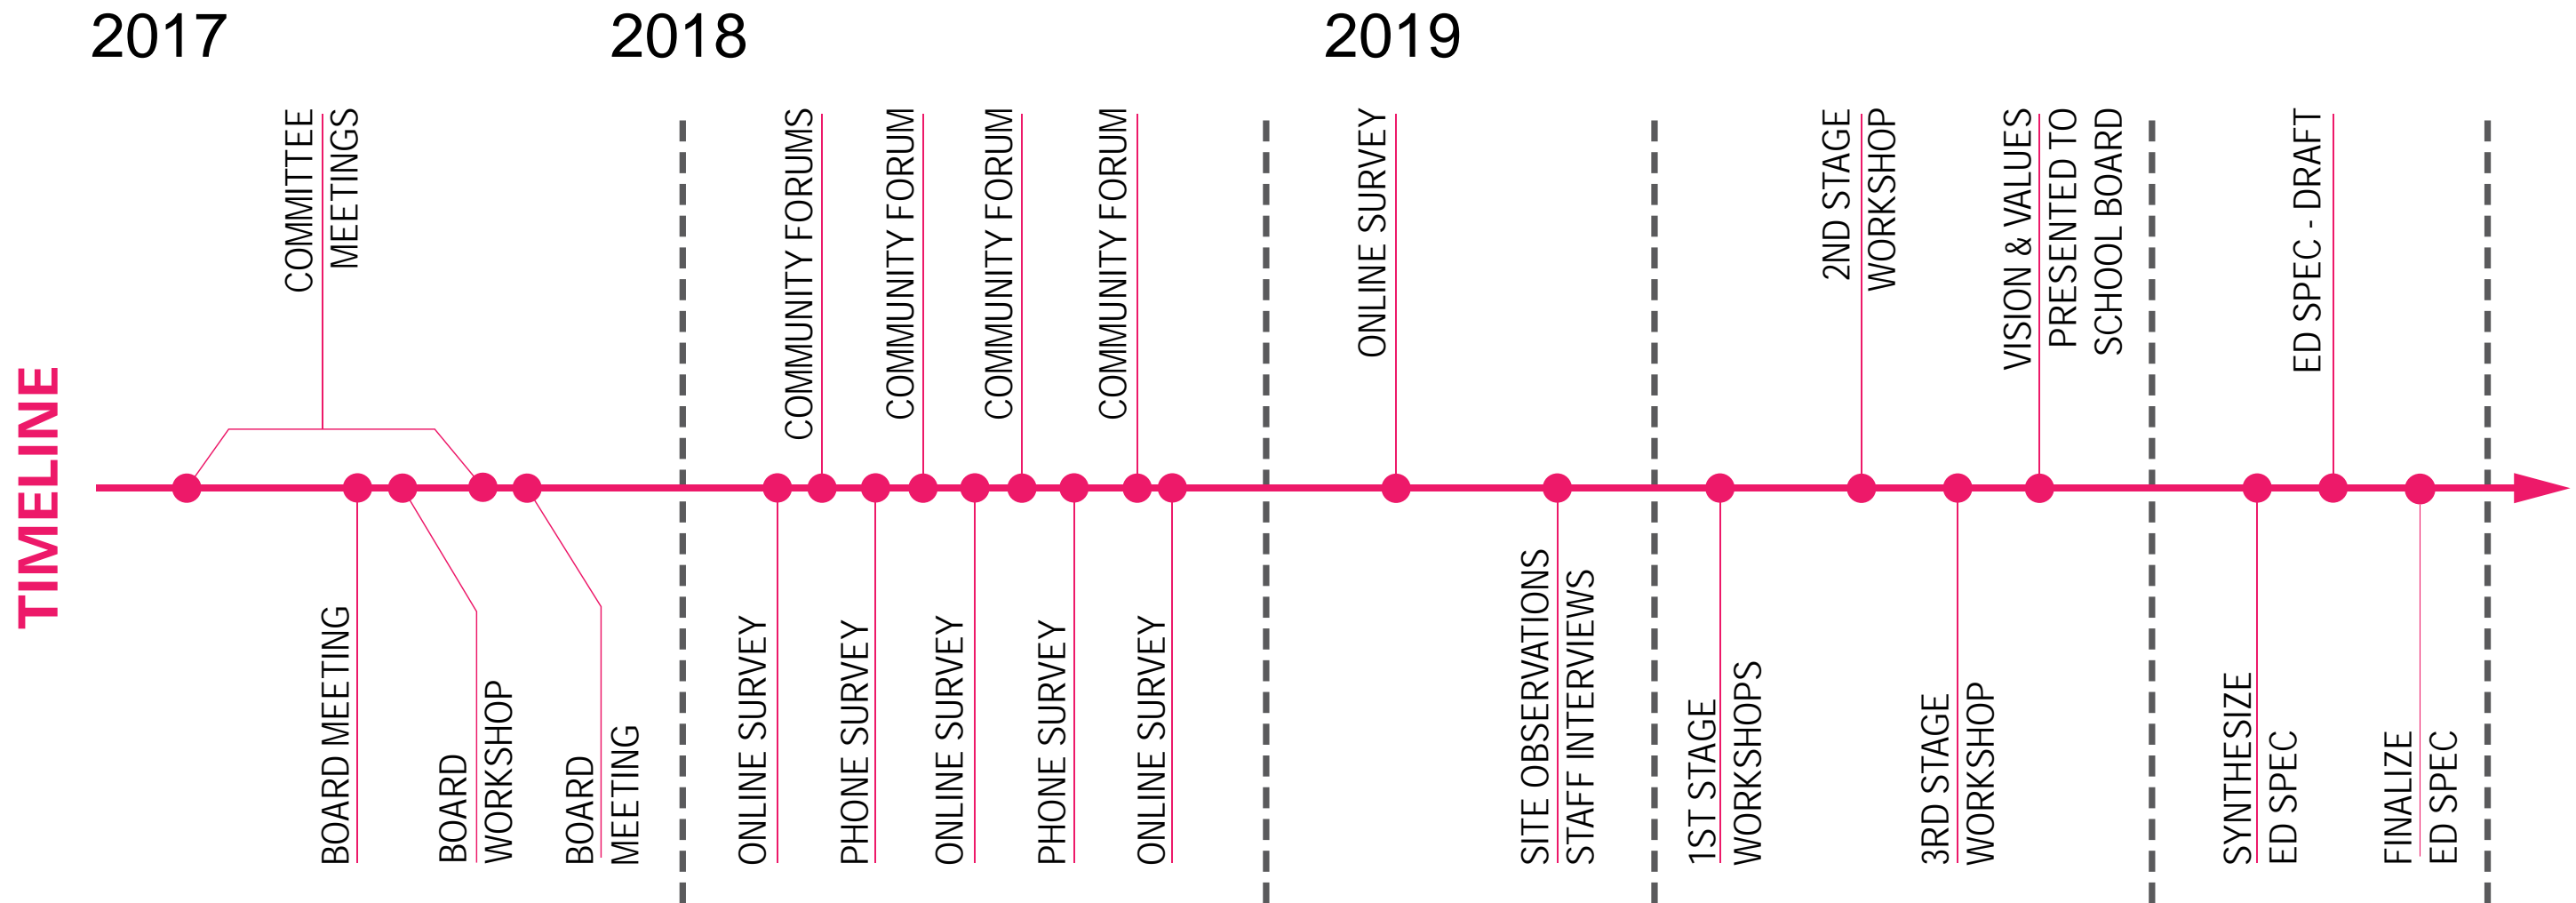 2017
2018
2019
TIMELINE
COMMITTEE
MEETINGS
BOARD MEETING
BOARD
WORKSHOP
BOARD
MEETING
ONLINE SURVEY
COMMUNITY FORUMS
PHONE SURVEY
COMMUNITY FORUM
ONLINE SURVEY
COMMUNITY FORUM
PHONE SURVEY
COMMUNITY FORUM
ONLINE SURVEY
ONLINE SURVEY
SITE OBSERVATIONS
STAFF INTERVIEWS
1ST STAGE
WORKSHOPS
2ND STAGE
WORKSHOP
3RD STAGE
WORKSHOP
VISION & VALUES
PRESENTED TO
SCHOOL BOARD
SYNTHESIZE
ED SPEC
ED SPEC - DRAFT
FINALIZE
ED SPEC